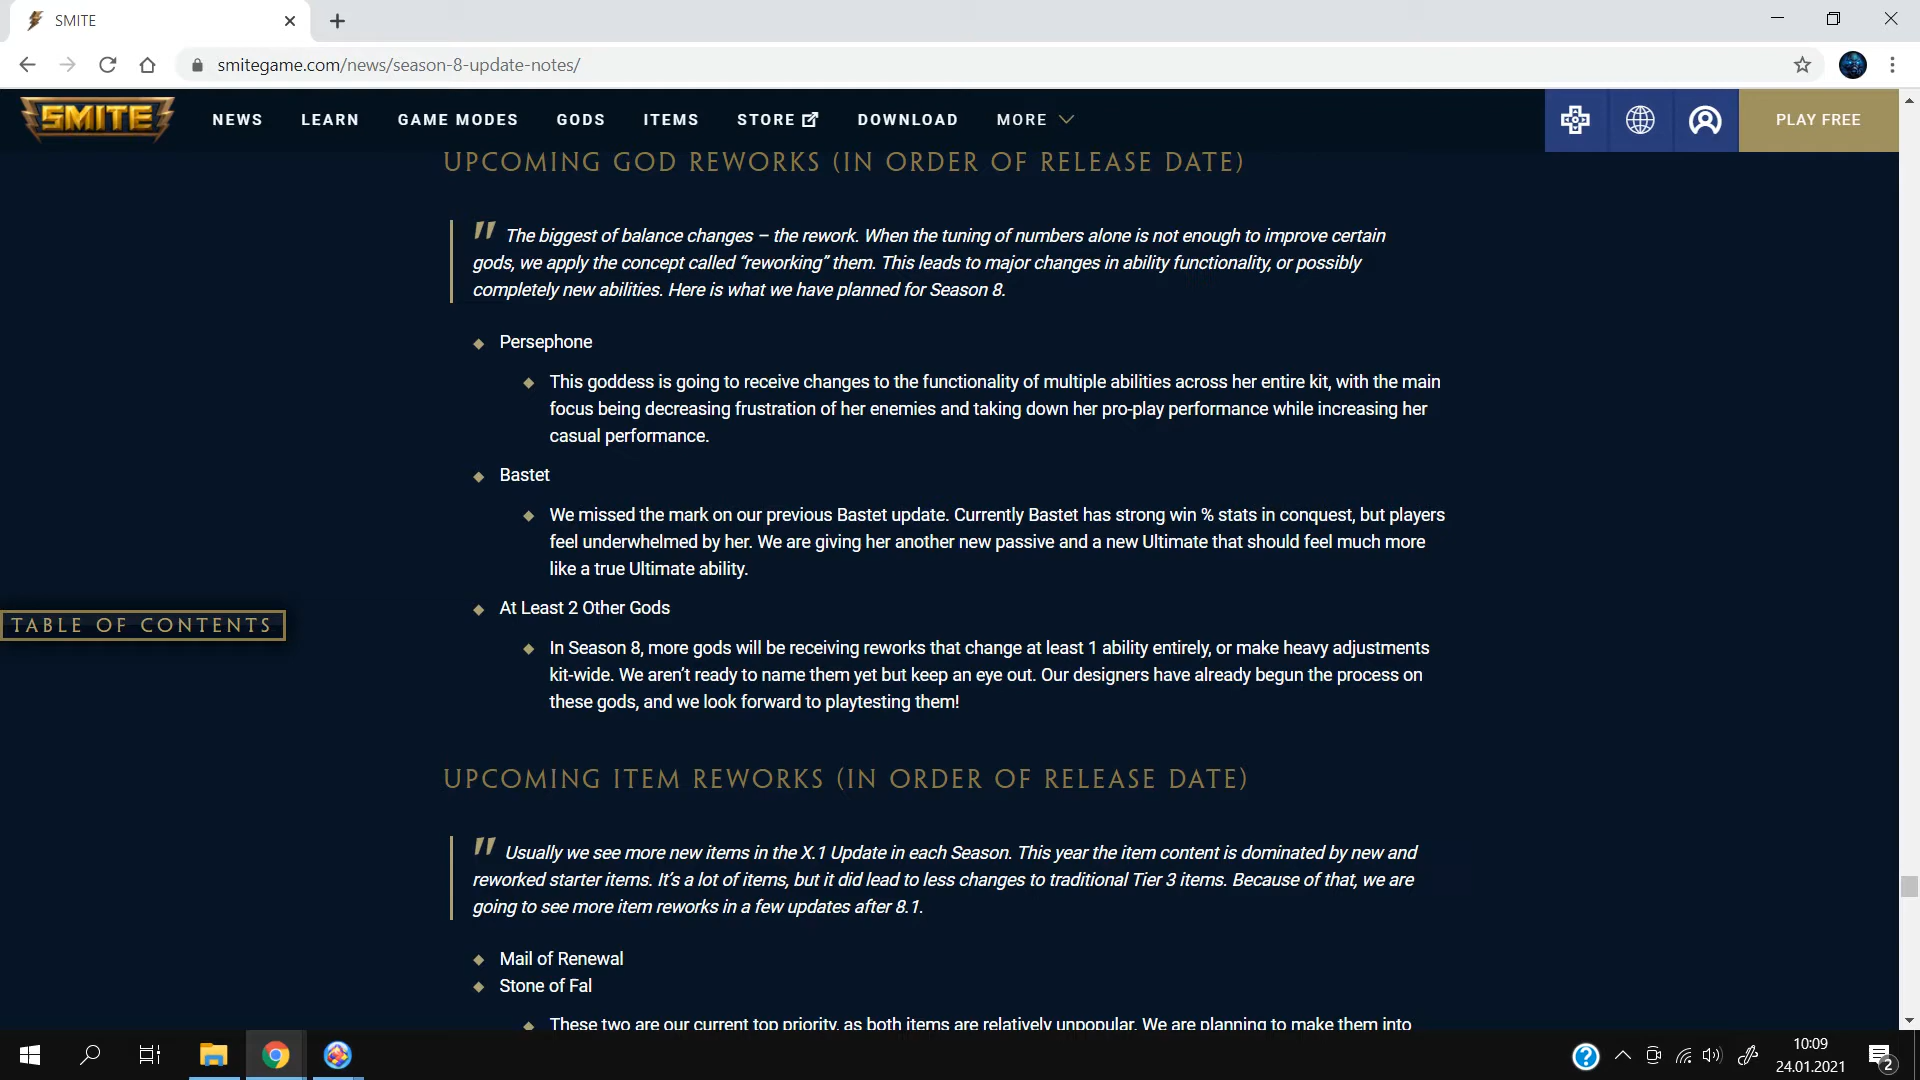 SMITE
smitegame.com/news/season-8-update-notes/
SMITE
NEWS LEARN GAME MODES GODS ITEMS STORE DOWNLOAD MORE PLAY FREE
UPCOMING GOD REWORKS (IN ORDER OF RELEASE DATE)
" The biggest of balance changes – the rework. When the tuning of numbers alone is not enough to improve certain
gods, we apply the concept called “reworking” them. This leads to major changes in ability functionality, or possibly
completely new abilities. Here is what we have planned for Season 8.
Persephone
This goddess is going to receive changes to the functionality of multiple abilities across her entire kit, with the main
focus being decreasing frustration of her enemies and taking down her pro-play performance while increasing her
casual performance.
Bastet
We missed the mark on our previous Bastet update. Currently Bastet has strong win % stats in conquest, but players
feel underwhelmed by her. We are giving her another new passive and a new Ultimate that should feel much more
like a true Ultimate ability.
At Least 2 Other Gods
TABLE OF CONTENTS
In Season 8, more gods will be receiving reworks that change at least 1 ability entirely, or make heavy adjustments
kit-wide. We aren’t ready to name them yet but keep an eye out. Our designers have already begun the process on
these gods, and we look forward to playtesting them!
UPCOMING ITEM REWORKS (IN ORDER OF RELEASE DATE)
" Usually we see more new items in the X.1 Update in each Season. This year the item content is dominated by new and
reworked starter items. It’s a lot of items, but it did lead to less changes to traditional Tier 3 items. Because of that, we are
going to see more item reworks in a few updates after 8.1.
Mail of Renewal
Stone of Fal
These two are our current top priority, as both items are relatively unpopular. We are planning to make them into
10:09
24.01.2021
2